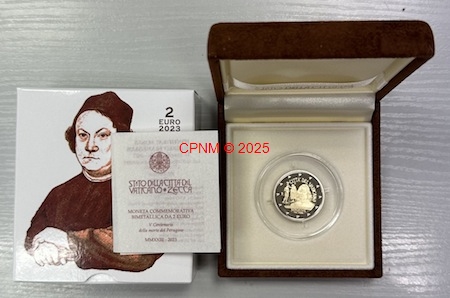 2
EURO
2023
CPNM © 2025
STATO DELLA CITTÀ DEL
VATICANO • ZECCA
MONETA COMMEMORATIVA
BIMETALLICA DA 2 EURO
V Centenario
della morte del Perugino
MMXXIII - 2023